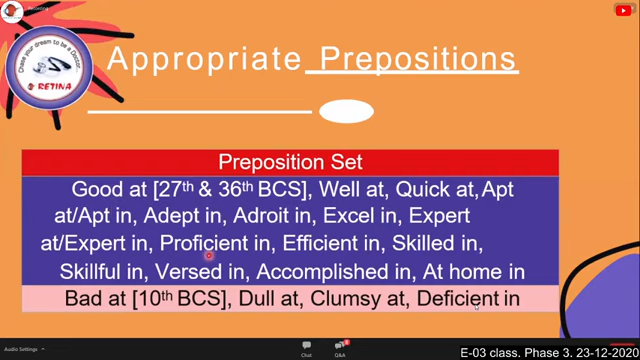 Recording
Chase your dream to be a Doctor
RETINA
Appropriate Prepositions
Preposition Set
Good at [27th & 36th BCS], Well at, Quick at, Apt
at/Apt in, Adept in, Adroit in, Excel in, Expert
at/Expert in, Proficient in, Efficient in, Skilled in,
Skillful in, Versed in, Accomplished in, At home in
Bad at [10th BCS], Dull at, Clumsy at, Deficient in
Audio Settings
Chat
Q&A
E-03 class. Phase 3. 23-12-2020